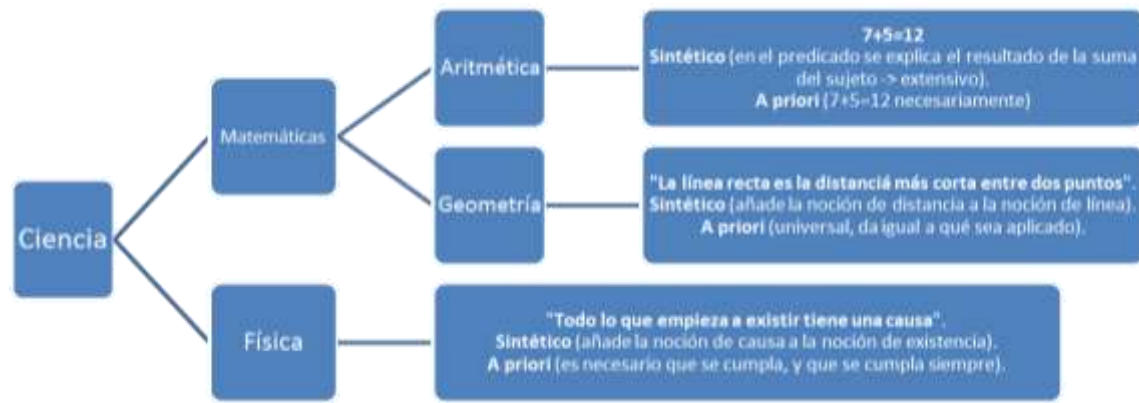 Ciencia
Matemáticas
Aritmética
7+5=12
Sintético (en el predicado se explica el resultado de la suma
del sujeto -> extensivo).
A priori (7+5=12 necesariamente)
Geometría
"La línea recta es la distanciá más corta entre dos puntos".
Sintético (añade la noción de distancia a la noción de línea).
A priori (universal, da igual a qué sea aplicado).
Física
"Todo lo que empieza a existir tiene una causa".
Sintético (añade la noción de causa a la noción de existencia).
A priori (es necesario que se cumpla, y que se cumpla siempre).